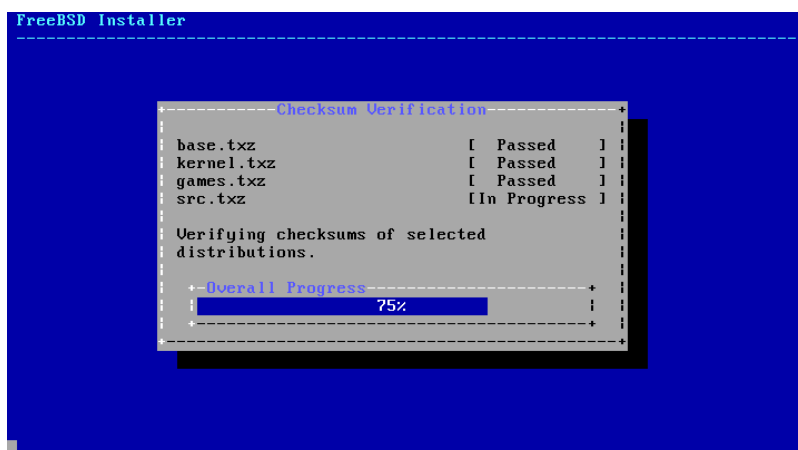 FreeBSD Installer
Checksum Verification
base.txz [ Passed ]
kernel.txz [ Passed ]
games.txz [ Passed ]
src.txz [In Progress ]
Verifying checksums of selected
distributions.
Overall Progress
75%